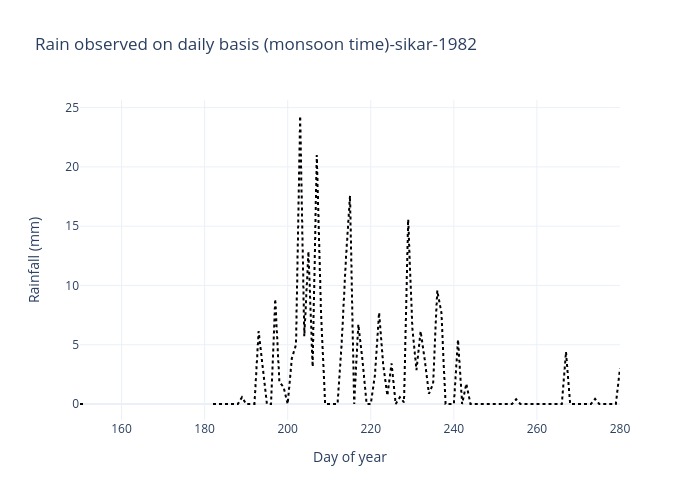 Rain observed on daily basis (monsoon time)-sikar-1982
25
20
15
10
5
0
Rainfall (mm)
160 180 200 220 240 260 280
Day of year